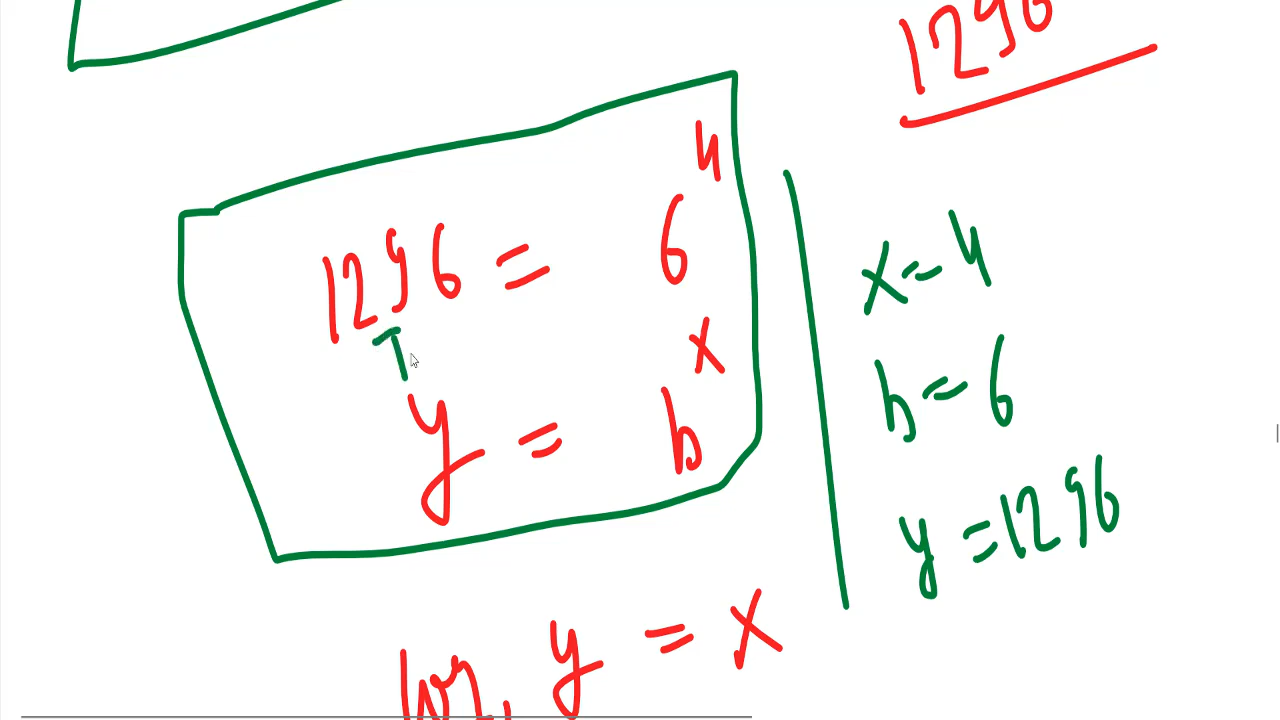 1296
1296 = 6⁴
y = bˣ
x = 4
b = 6
y = 1296
y = x